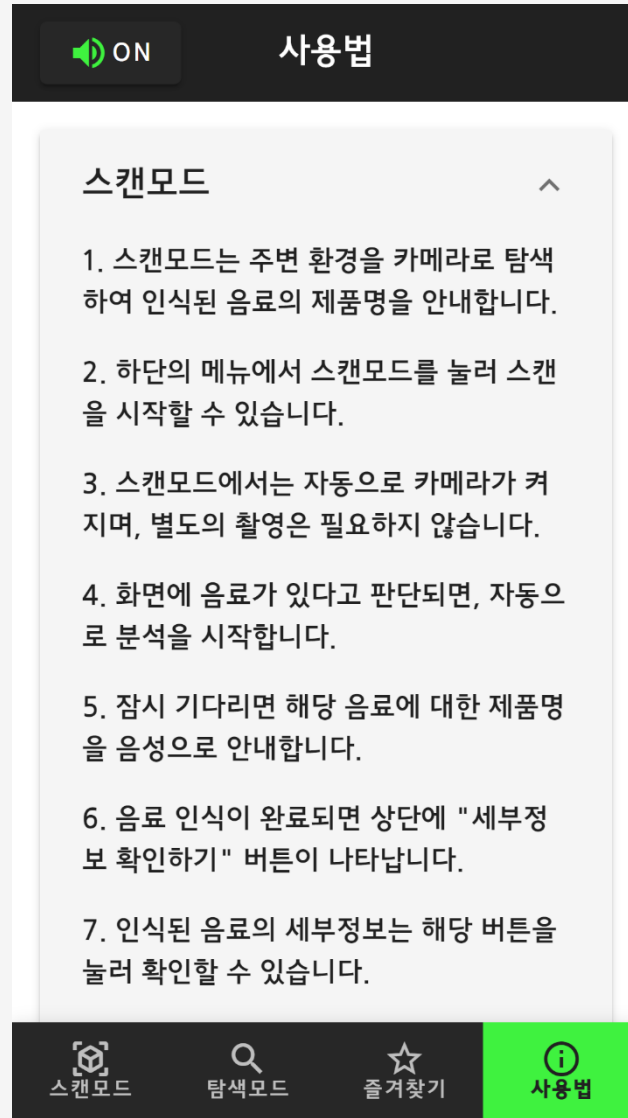 ON
사용법
스캔모드
1. 스캔모드는 주변 환경을 카메라로 탐색
하여 인식된 음료의 제품명을 안내합니다.
2. 하단의 메뉴에서 스캔모드를 눌러 스캔
을 시작할 수 있습니다.
3. 스캔모드에서는 자동으로 카메라가 켜
지며, 별도의 촬영은 필요하지 않습니다.
4. 화면에 음료가 있다고 판단되면, 자동으
로 분석을 시작합니다.
5. 잠시 기다리면 해당 음료에 대한 제품명
을 음성으로 안내합니다.
6. 음료 인식이 완료되면 상단에 "세부정
보 확인하기" 버튼이 나타납니다.
7. 인식된 음료의 세부정보는 해당 버튼을
눌러 확인할 수 있습니다.
스캔모드
탐색모드
즐겨찾기
사용법